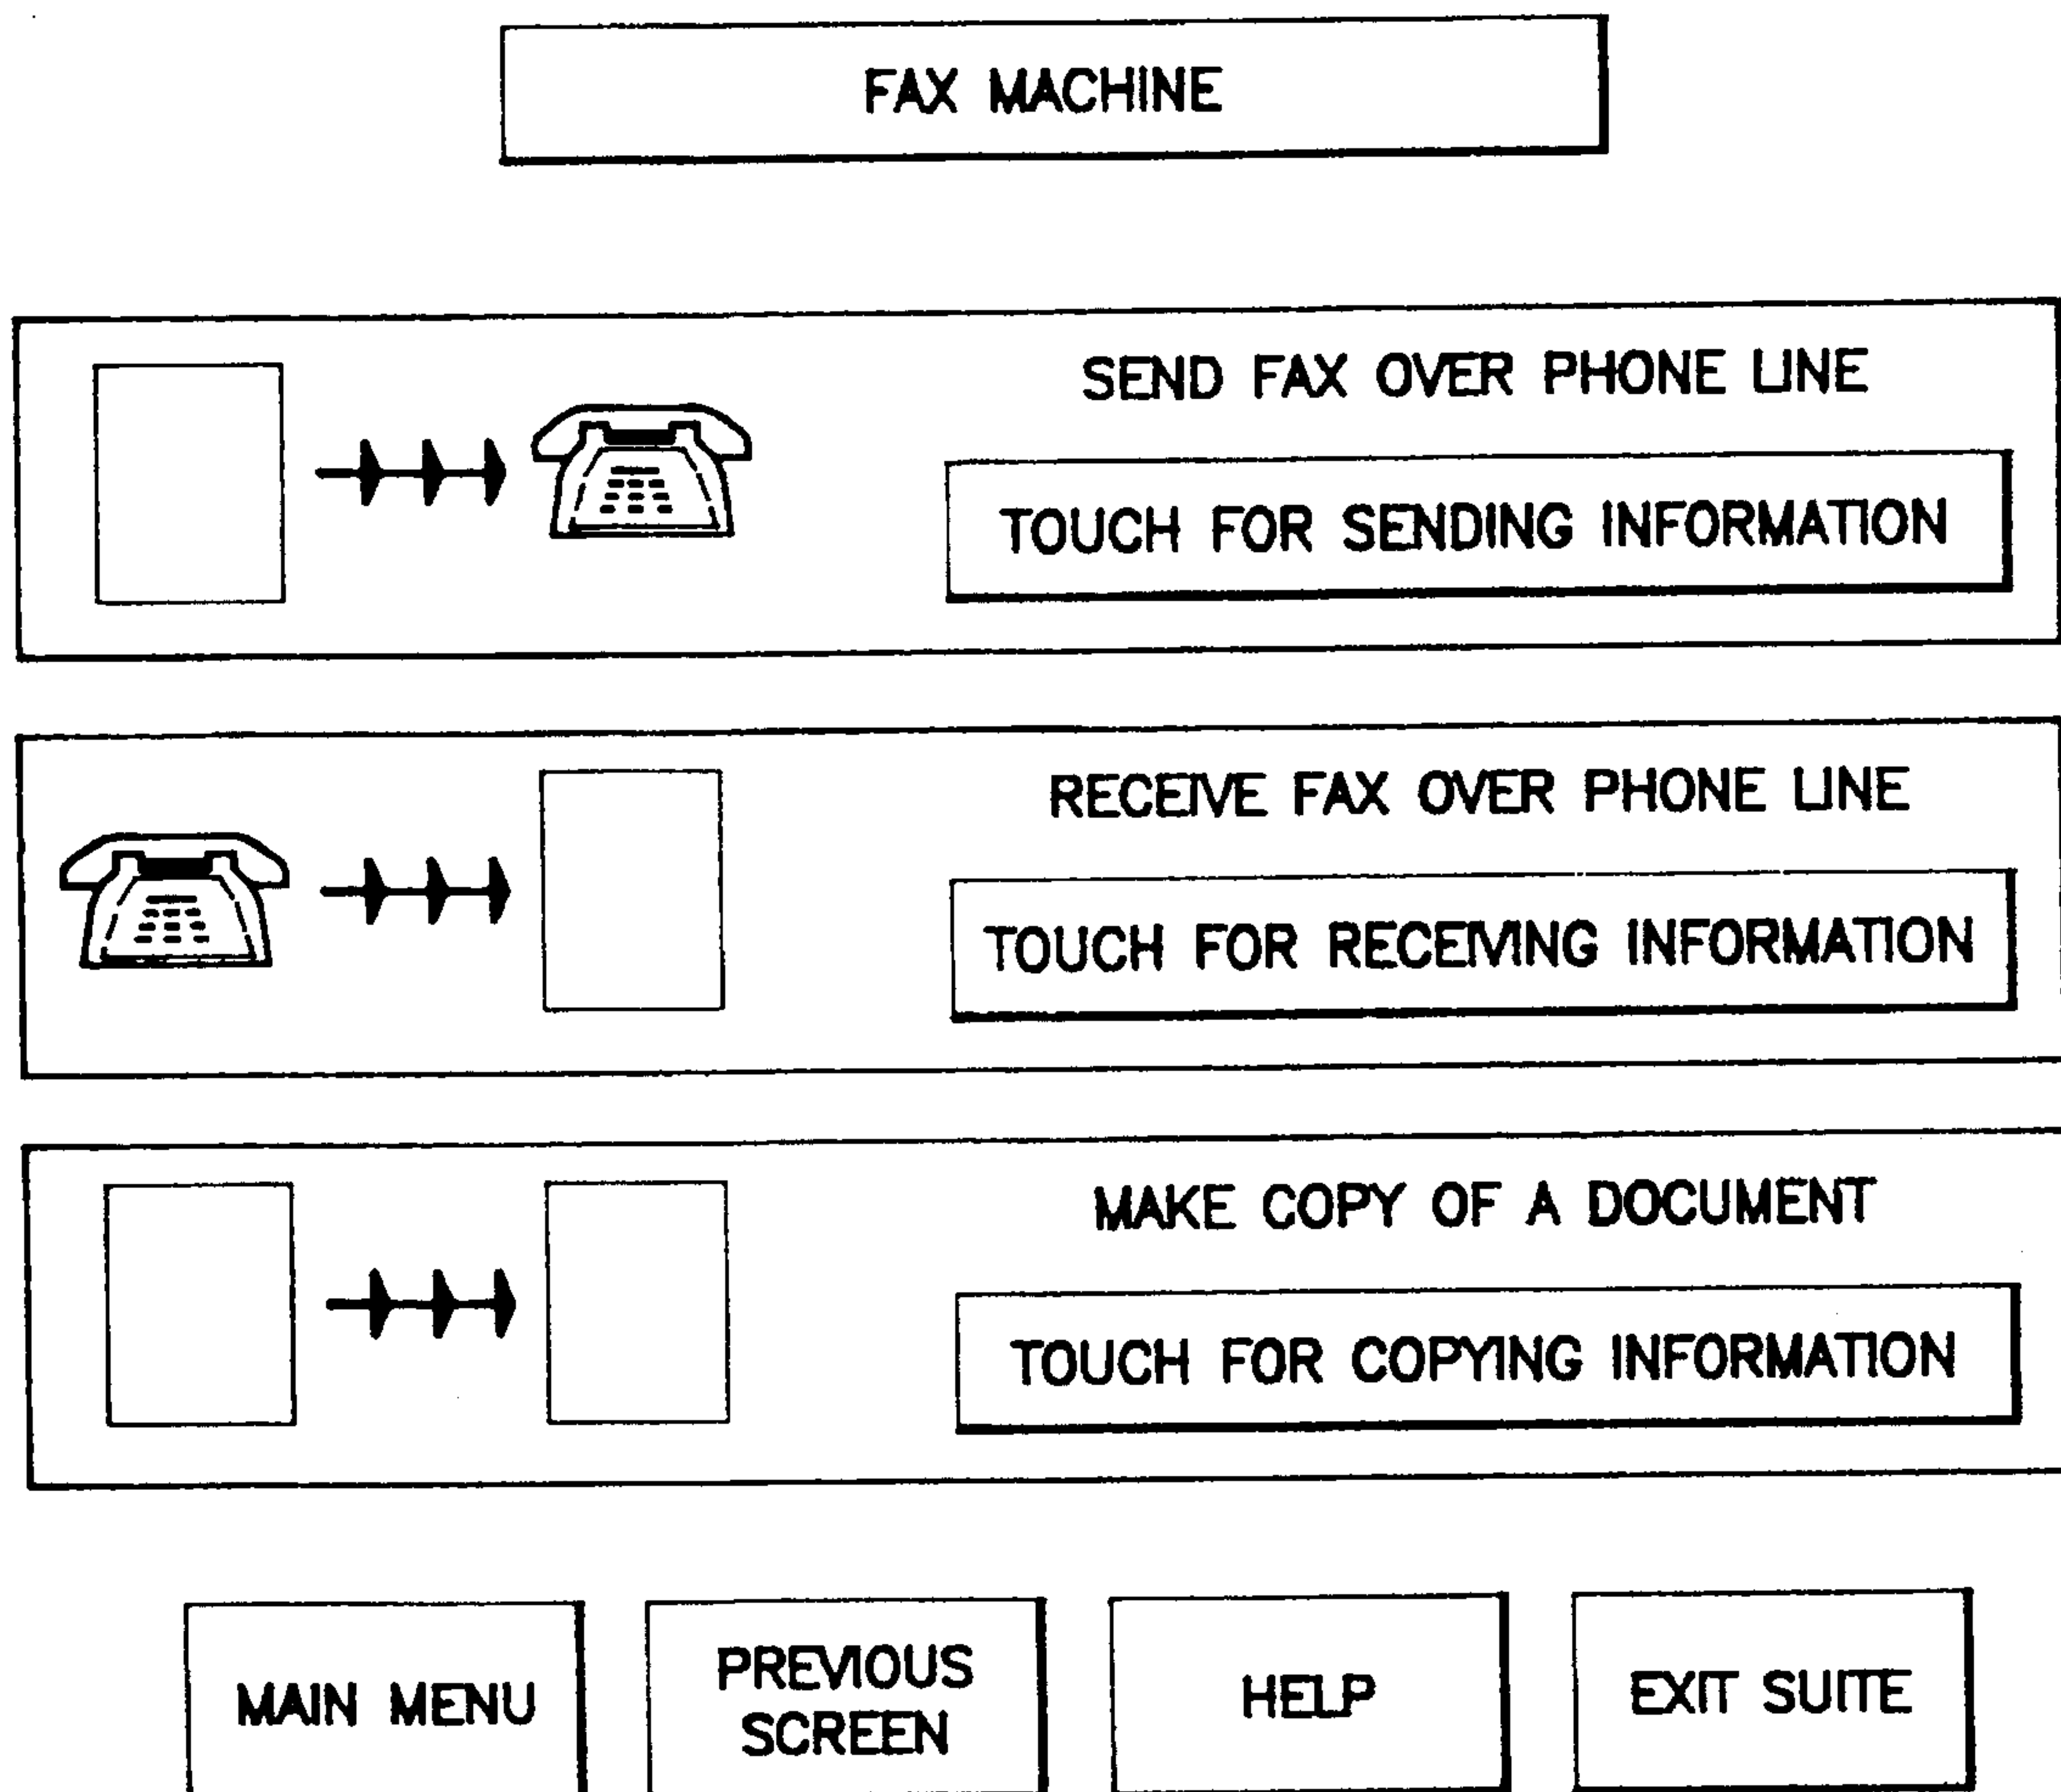 FAX MACHINE
SEND FAX OVER PHONE LINE
TOUCH FOR SENDING INFORMATION
RECEIVE FAX OVER PHONE LINE
TOUCH FOR RECEIVING INFORMATION
MAKE COPY OF A DOCUMENT
TOUCH FOR COPYING INFORMATION
MAIN MENU
PREVIOUS
SCREEN
HELP
EXIT SUITE